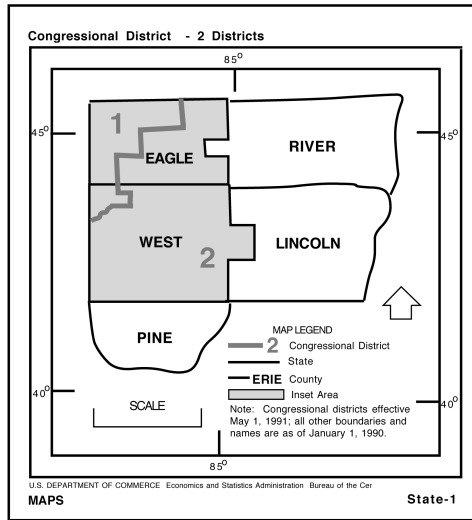 Congressional District - 2 Districts
85°
45°
45°
1
EAGLE
RIVER
WEST
2
LINCOLN
PINE
MAP LEGEND
2 Congressional District
State
ERIE County
Inset Area
40°
40°
SCALE
Note: Congressional districts effective
May 1, 1991; all other boundaries and
names are as of January 1, 1990.
85°
U.S. DEPARTMENT OF COMMERCE Economics and Statistics Administration Bureau of the Cer
MAPS
State-1